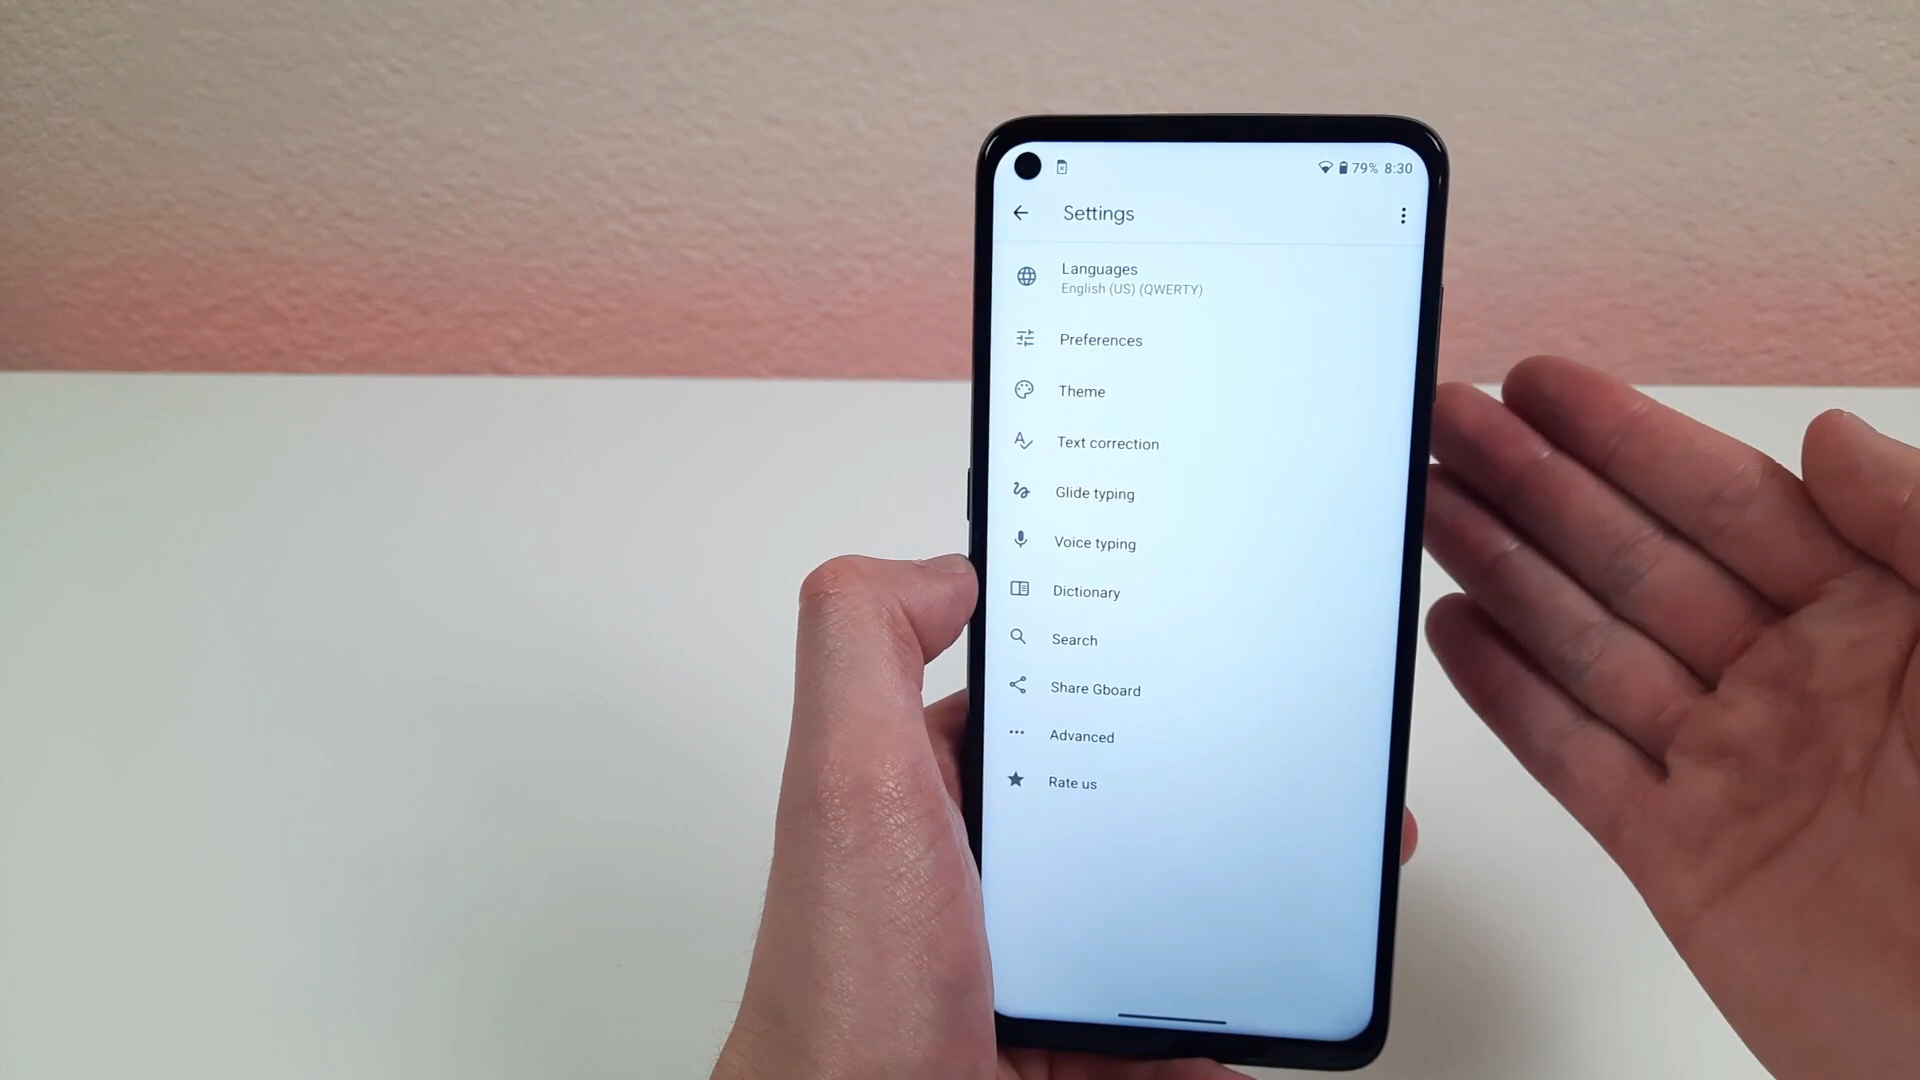 79% 8:30
Settings
Languages
English (US) (QWERTY)
Preferences
Theme
Text correction
Glide typing
Voice typing
Dictionary
Search
Share Gboard
Advanced
Rate us